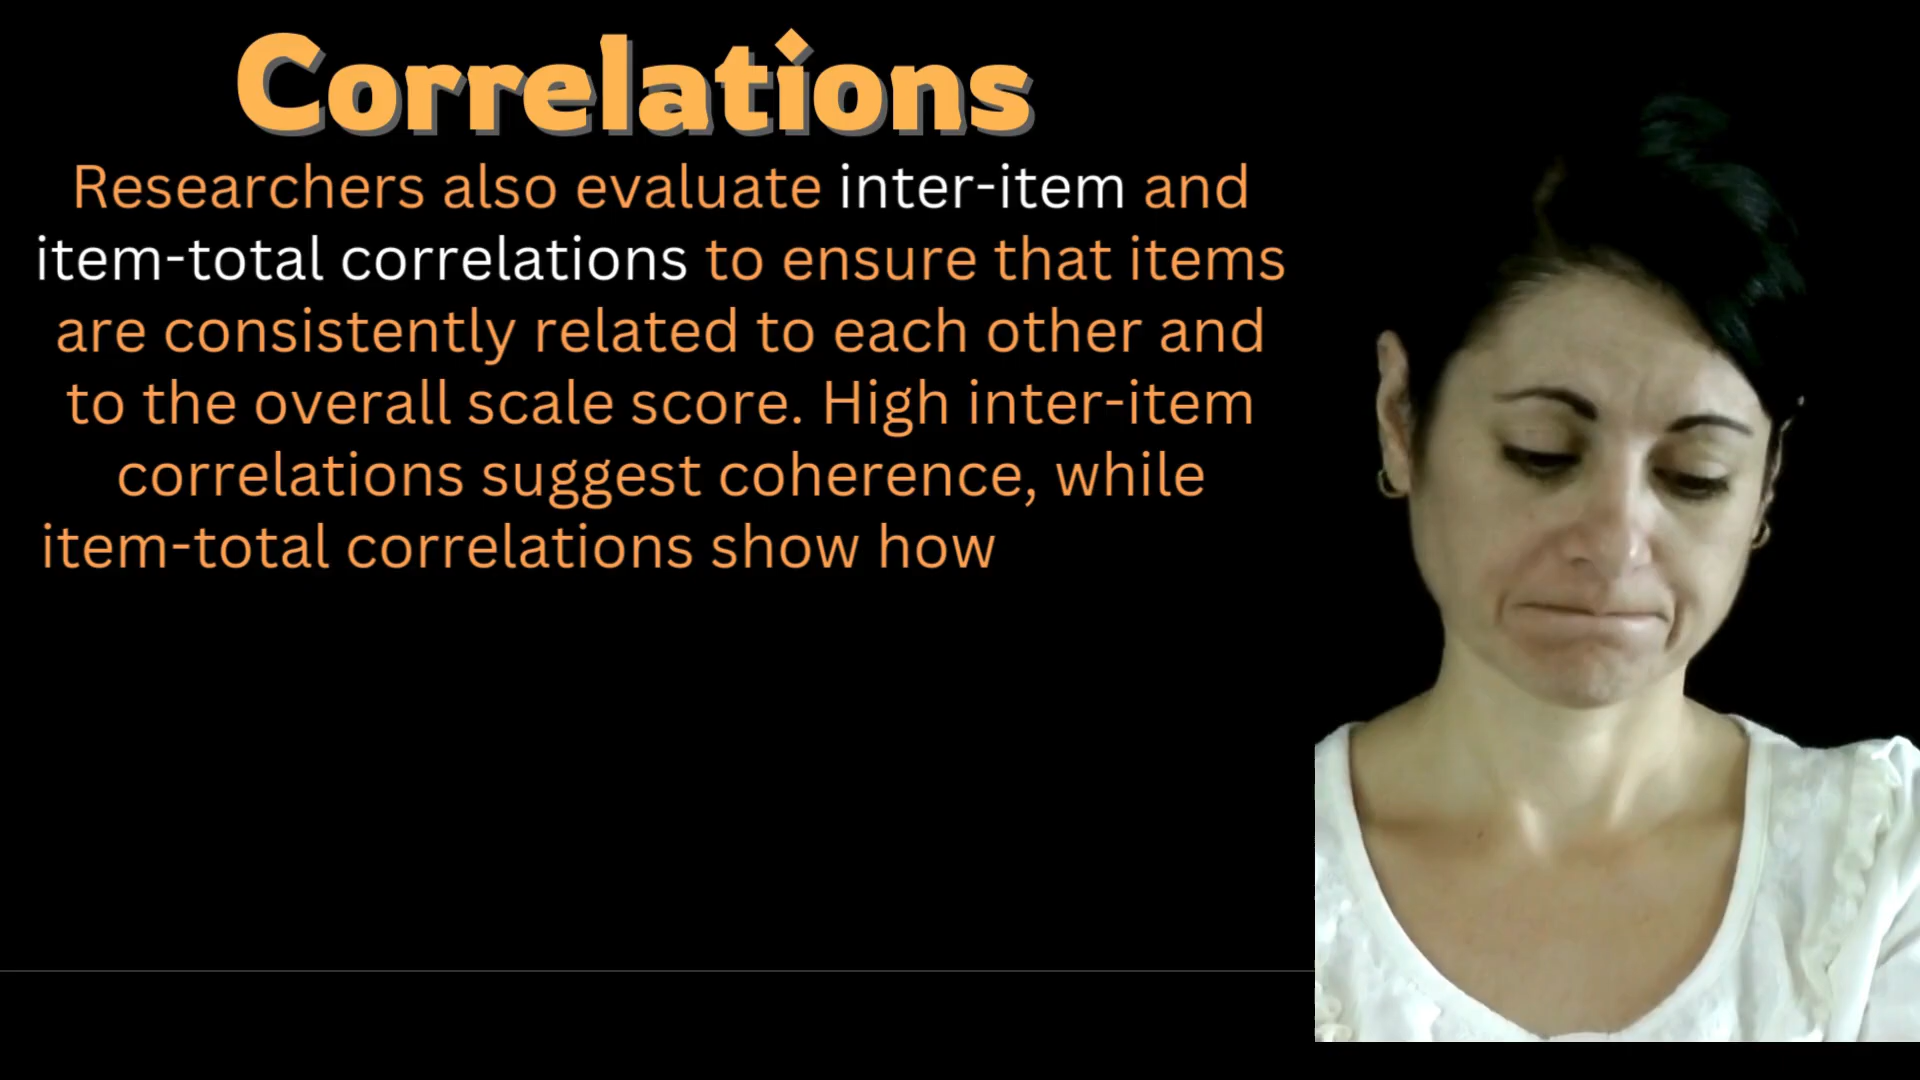 Correlations
Researchers also evaluate inter-item and
item-total correlations to ensure that items
are consistently related to each other and
to the overall scale score. High inter-item
correlations suggest coherence, while
item-total correlations show how